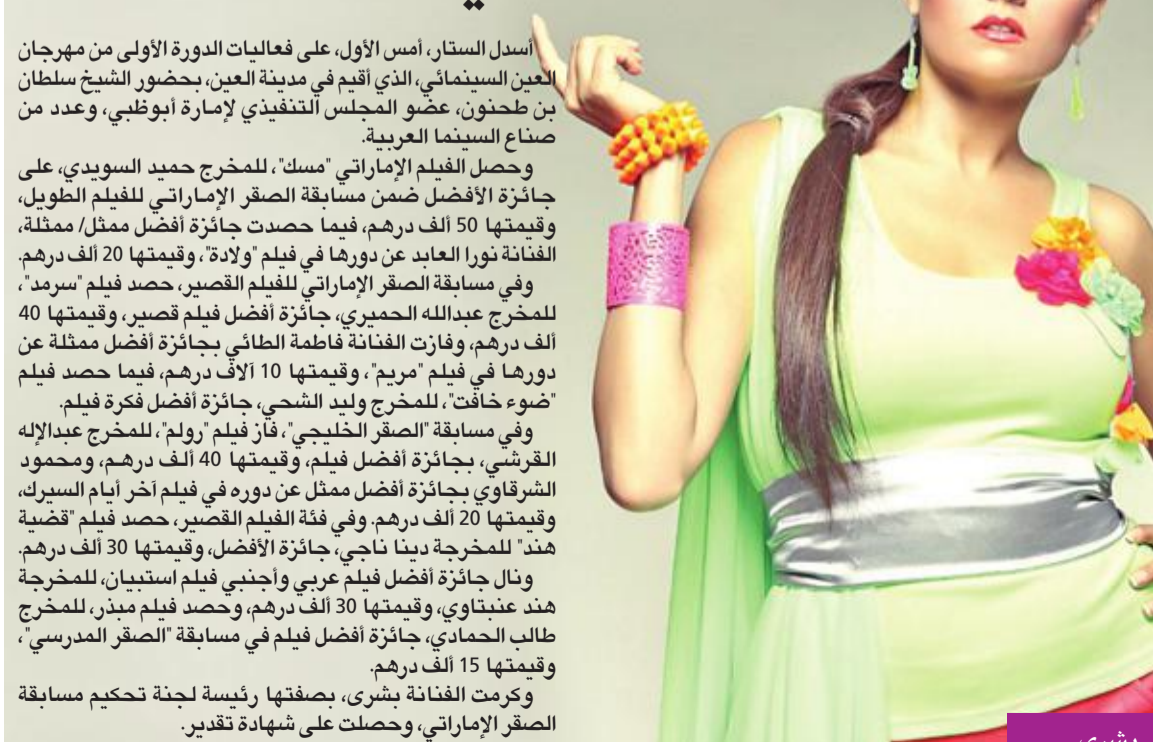 أسدل الستار، أمس الأول، على فعاليات الدورة الأولى من مهرجان
العين السينمائي، الذي أقيم في مدينة العين، بحضور الشيخ سلطان
بن طحنون، عضو المجلس التنفيذي لإمارة أبوظبي، وعدد من
صناع السينما العربية.
وحصل الفيلم الإماراتي "مسك"، للمخرج حميد السويدي، على
جائزة الأفضل ضمن مسابقة الصقر الإماراتي للفيلم الطويل،
وقيمتها 50 ألف درهم، فيما حصدت جائزة أفضل ممثل/ ممثلة،
الفنانة نورا العابد عن دورها في فيلم "ولادة"، وقيمتها 20 ألف درهم.
وفي مسابقة الصقر الإماراتي للفيلم القصير، حصد فيلم "سرمد"،
للمخرج عبدالله الحميري، جائزة أفضل فيلم قصير، وقيمتها 40
ألف درهم، وفازت الفنانة فاطمة الطائي بجائزة أفضل ممثلة عن
دورها في فيلم "مريم"، وقيمتها 10 آلاف درهم، فيما حصد فيلم
"ضوء خافت"، للمخرج وليد الشحي، جائزة أفضل فكرة فيلم.
وفي مسابقة "الصقر الخليجي"، فاز فيلم "رولم"، للمخرج عبدالإله
القرشي، بجائزة أفضل فيلم، وقيمتها 40 ألف درهم، ومحمود
الشرقاوي بجائزة أفضل ممثل عن دوره في فيلم آخر أيام السيرك،
وقيمتها 20 ألف درهم. وفي فئة الفيلم القصير، حصد فيلم "قضية
هند" للمخرجة دينا ناجي، جائزة الأفضل، وقيمتها 30 ألف درهم.
ونال جائزة أفضل فيلم عربي وأجنبي فيلم استبيان، للمخرجة
هند عنبتاوي، وقيمتها 30 ألف درهم، وحصد فيلم مبذر، للمخرج
طالب الحمادي، جائزة أفضل فيلم في مسابقة "الصقر المدرسي"،
وقيمتها 15 ألف درهم.
وكرمت الفنانة بشرى، بصفتها رئيسة لجنة تحكيم مسابقة
الصقر الإماراتي، وحصلت على شهادة تقدير.